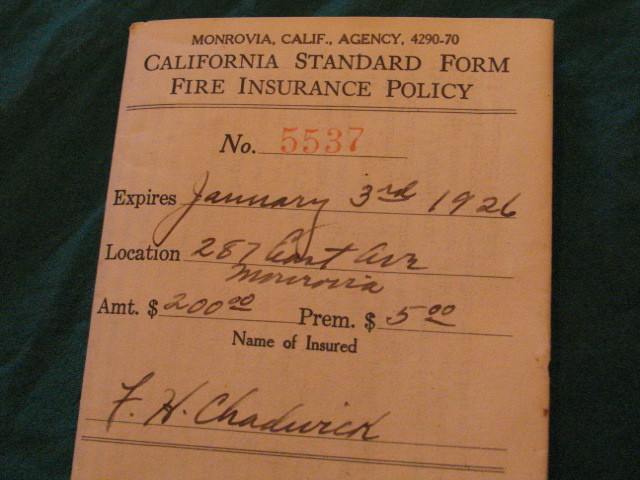 MONROVIA, CALIF., AGENCY, 4290-70
CALIFORNIA STANDARD FORM
FIRE INSURANCE POLICY
No. 5537
Expires January 3rd 1926
Location 287 East Ave
Monrovia
Amt. $ 200 00 Prem. $ 5 00
Name of Insured
F. H. Chadwick